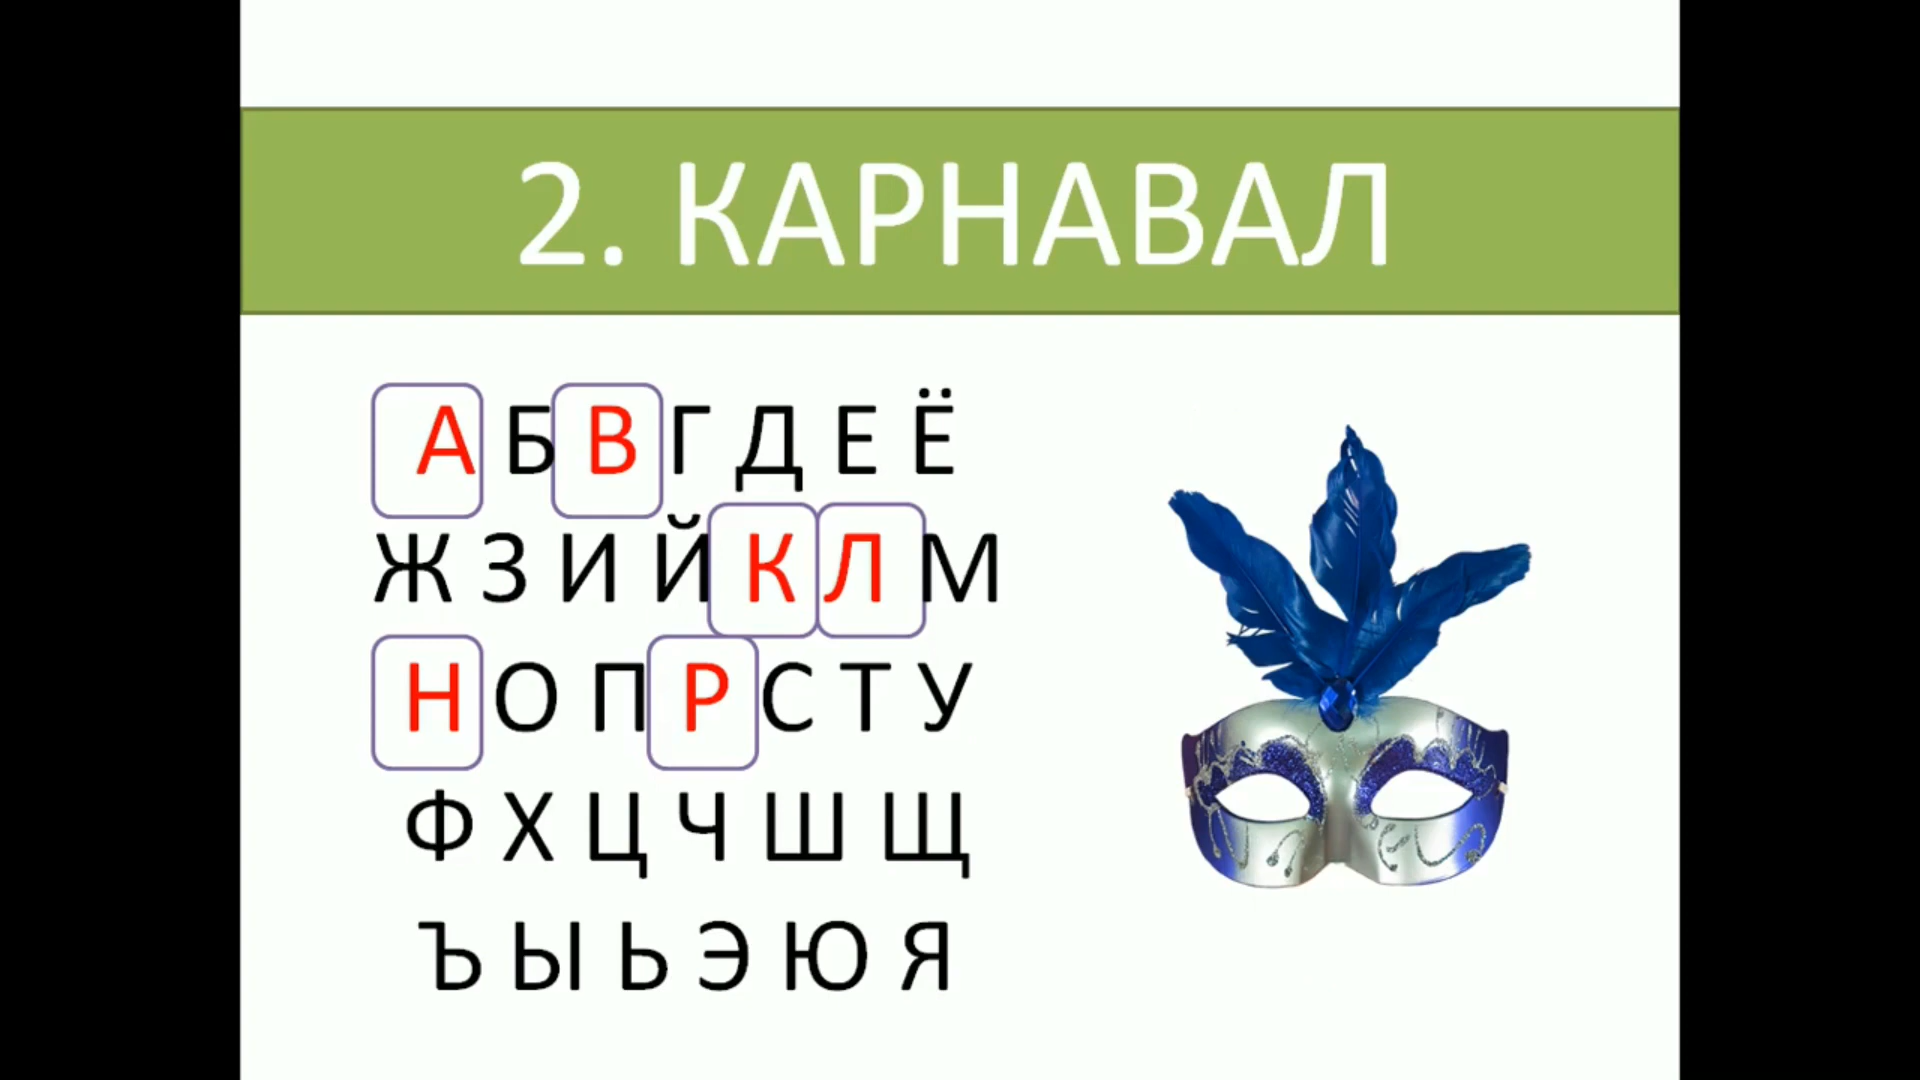 2. КАРНАВАЛ
А Б В Г Д Е Ё
Ж З И Й К Л М
Н О П Р С Т У
Ф Х Ц Ч Ш Щ
Ъ Ы Ь Э Ю Я